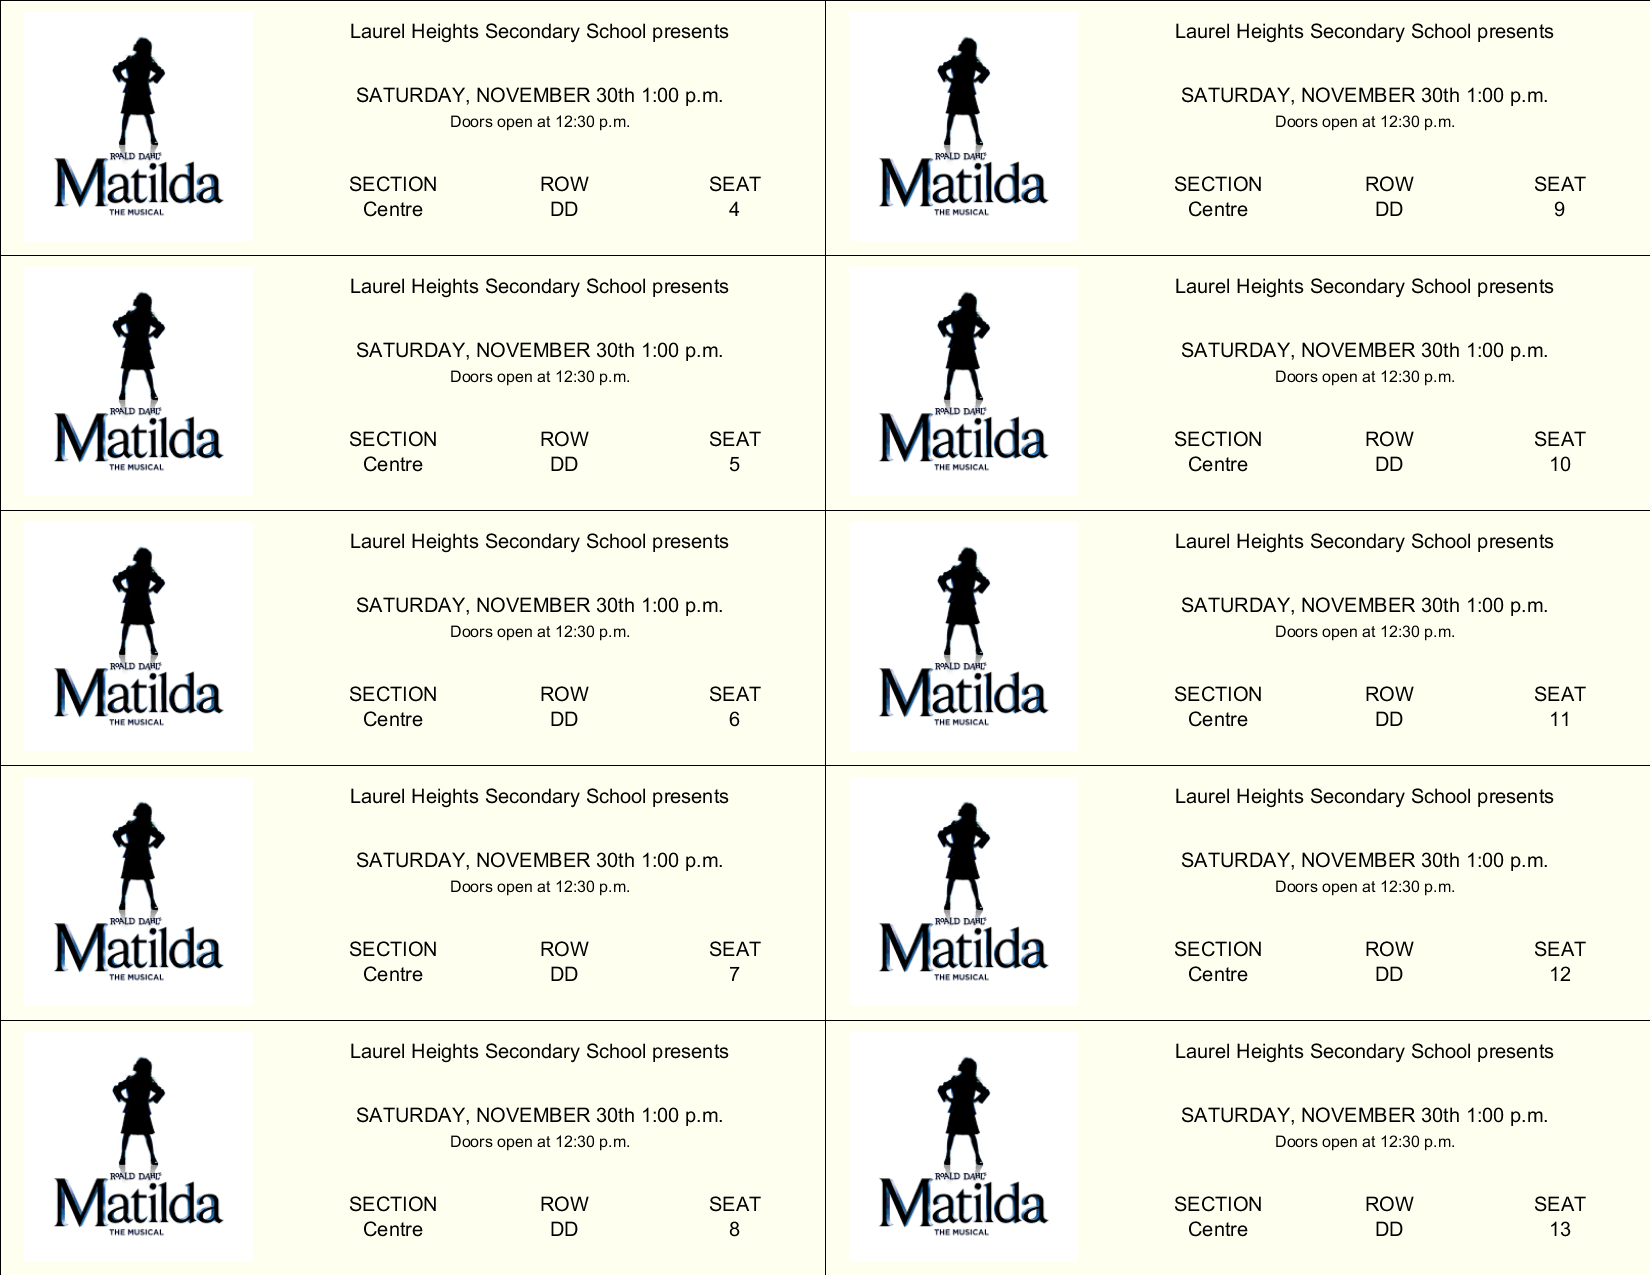 Laurel Heights Secondary School presents
SATURDAY, NOVEMBER 30th 1:00 p.m.
Doors open at 12:30 p.m.
ROALD DAHL'S
Matilda
THE MUSICAL
SECTION ROW SEAT
Centre DD 4
Laurel Heights Secondary School presents
SATURDAY, NOVEMBER 30th 1:00 p.m.
Doors open at 12:30 p.m.
ROALD DAHL'S
Matilda
THE MUSICAL
SECTION ROW SEAT
Centre DD 9
Laurel Heights Secondary School presents
SATURDAY, NOVEMBER 30th 1:00 p.m.
Doors open at 12:30 p.m.
ROALD DAHL'S
Matilda
THE MUSICAL
SECTION ROW SEAT
Centre DD 5
Laurel Heights Secondary School presents
SATURDAY, NOVEMBER 30th 1:00 p.m.
Doors open at 12:30 p.m.
ROALD DAHL'S
Matilda
THE MUSICAL
SECTION ROW SEAT
Centre DD 10
Laurel Heights Secondary School presents
SATURDAY, NOVEMBER 30th 1:00 p.m.
Doors open at 12:30 p.m.
ROALD DAHL'S
Matilda
THE MUSICAL
SECTION ROW SEAT
Centre DD 6
Laurel Heights Secondary School presents
SATURDAY, NOVEMBER 30th 1:00 p.m.
Doors open at 12:30 p.m.
ROALD DAHL'S
Matilda
THE MUSICAL
SECTION ROW SEAT
Centre DD 11
Laurel Heights Secondary School presents
SATURDAY, NOVEMBER 30th 1:00 p.m.
Doors open at 12:30 p.m.
ROALD DAHL'S
Matilda
THE MUSICAL
SECTION ROW SEAT
Centre DD 7
Laurel Heights Secondary School presents
SATURDAY, NOVEMBER 30th 1:00 p.m.
Doors open at 12:30 p.m.
ROALD DAHL'S
Matilda
THE MUSICAL
SECTION ROW SEAT
Centre DD 12
Laurel Heights Secondary School presents
SATURDAY, NOVEMBER 30th 1:00 p.m.
Doors open at 12:30 p.m.
ROALD DAHL'S
Matilda
THE MUSICAL
SECTION ROW SEAT
Centre DD 8
Laurel Heights Secondary School presents
SATURDAY, NOVEMBER 30th 1:00 p.m.
Doors open at 12:30 p.m.
ROALD DAHL'S
Matilda
THE MUSICAL
SECTION ROW SEAT
Centre DD 13